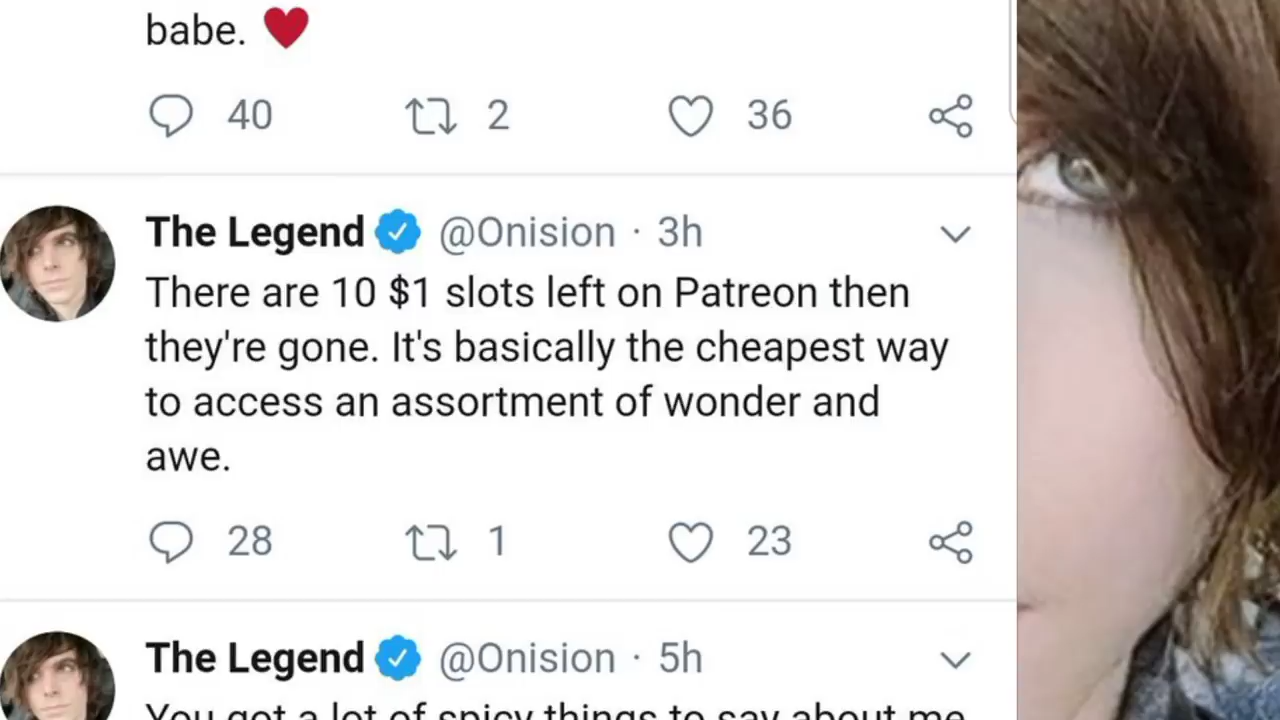 babe. ❤
40 2 36
The Legend @Onision · 3h
There are 10 $1 slots left on Patreon then
they're gone. It's basically the cheapest way
to access an assortment of wonder and
awe.
28 1 23
The Legend @Onision · 5h
You got a lot of spicy things to say about me